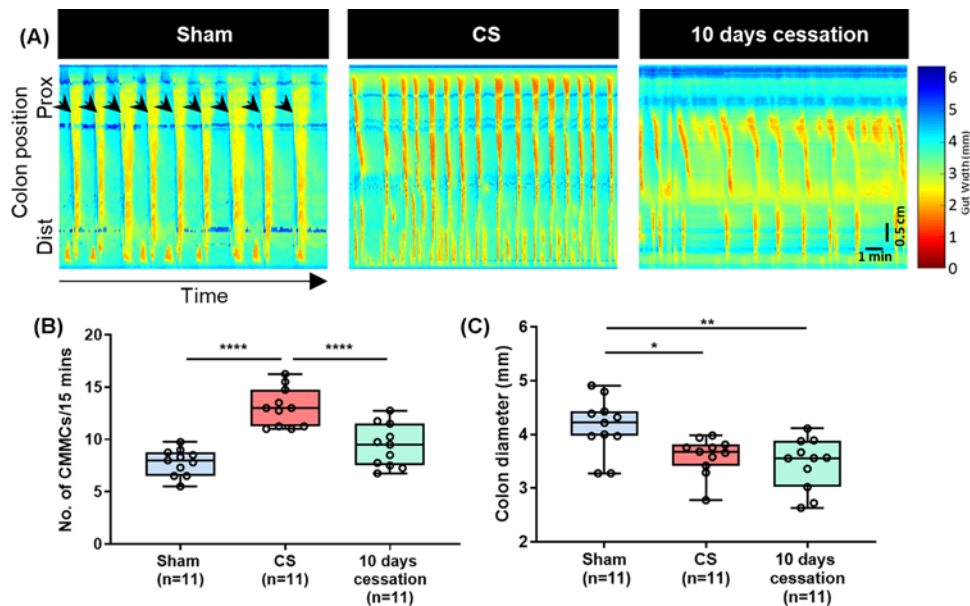 (A)
Sham
CS
10 days cessation
Colon position
Prox
Dist
Time
0.5 cm
1 min
6
5
4
3
2
1
0
Gut Width (mm)
(B)
No. of CMMCs/15 mins
20
15
10
5
0
****
****
Sham
(n=11)
CS
(n=11)
10 days
cessation
(n=11)
(C)
Colon diameter (mm)
6
5
4
3
2
**
*
Sham
(n=11)
CS
(n=11)
10 days
cessation
(n=11)